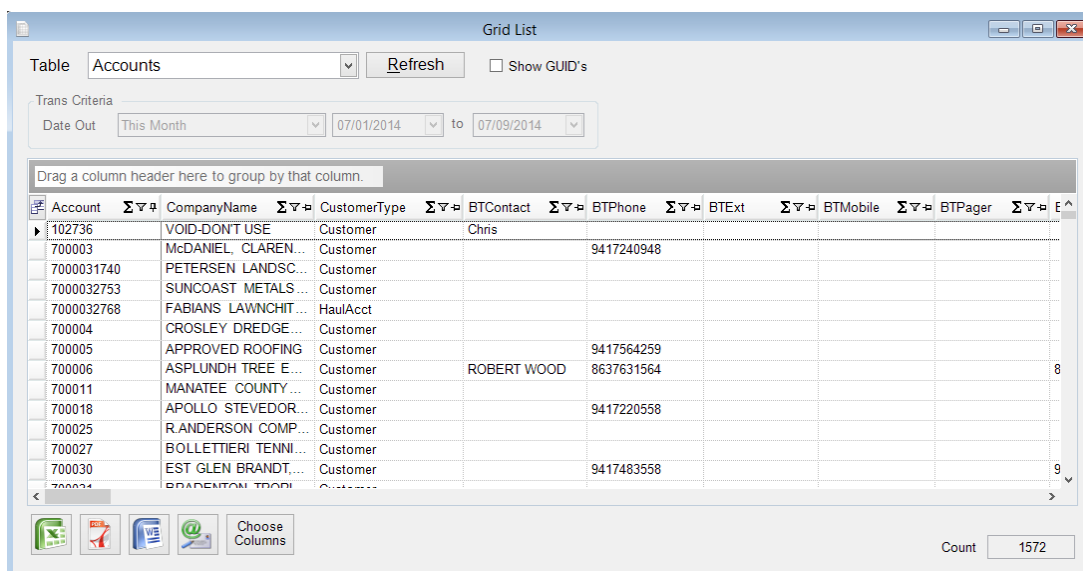 Grid List
Table Accounts Refresh Show GUID's
Trans Criteria
Date Out This Month 07/01/2014 to 07/09/2014
Drag a column header here to group by that column.
Account CompanyName CustomerType BTContact BTPhone BTExt BTMobile BTPager
102736 VOID-DON'T USE Customer Chris
700003 McDANIEL, CLAREN... Customer 9417240948
7000031740 PETERSEN LANDSC... Customer
7000032753 SUNCOAST METALS... Customer
7000032768 FABIANS LAWNCHIT... HaulAcct
700004 CROSLEY DREDGE... Customer
700005 APPROVED ROOFING Customer 9417564259
700006 ASPLUNDH TREE E... Customer ROBERT WOOD 8637631564 8
700011 MANATEE COUNTY... Customer
700018 APOLLO STEVEDOR... Customer 9417220558
700025 R.ANDERSON COMP... Customer
700027 BOLLETTIERI TENNI... Customer
700030 EST GLEN BRANDT,... Customer 9417483558 9
Choose
Columns
Count 1572